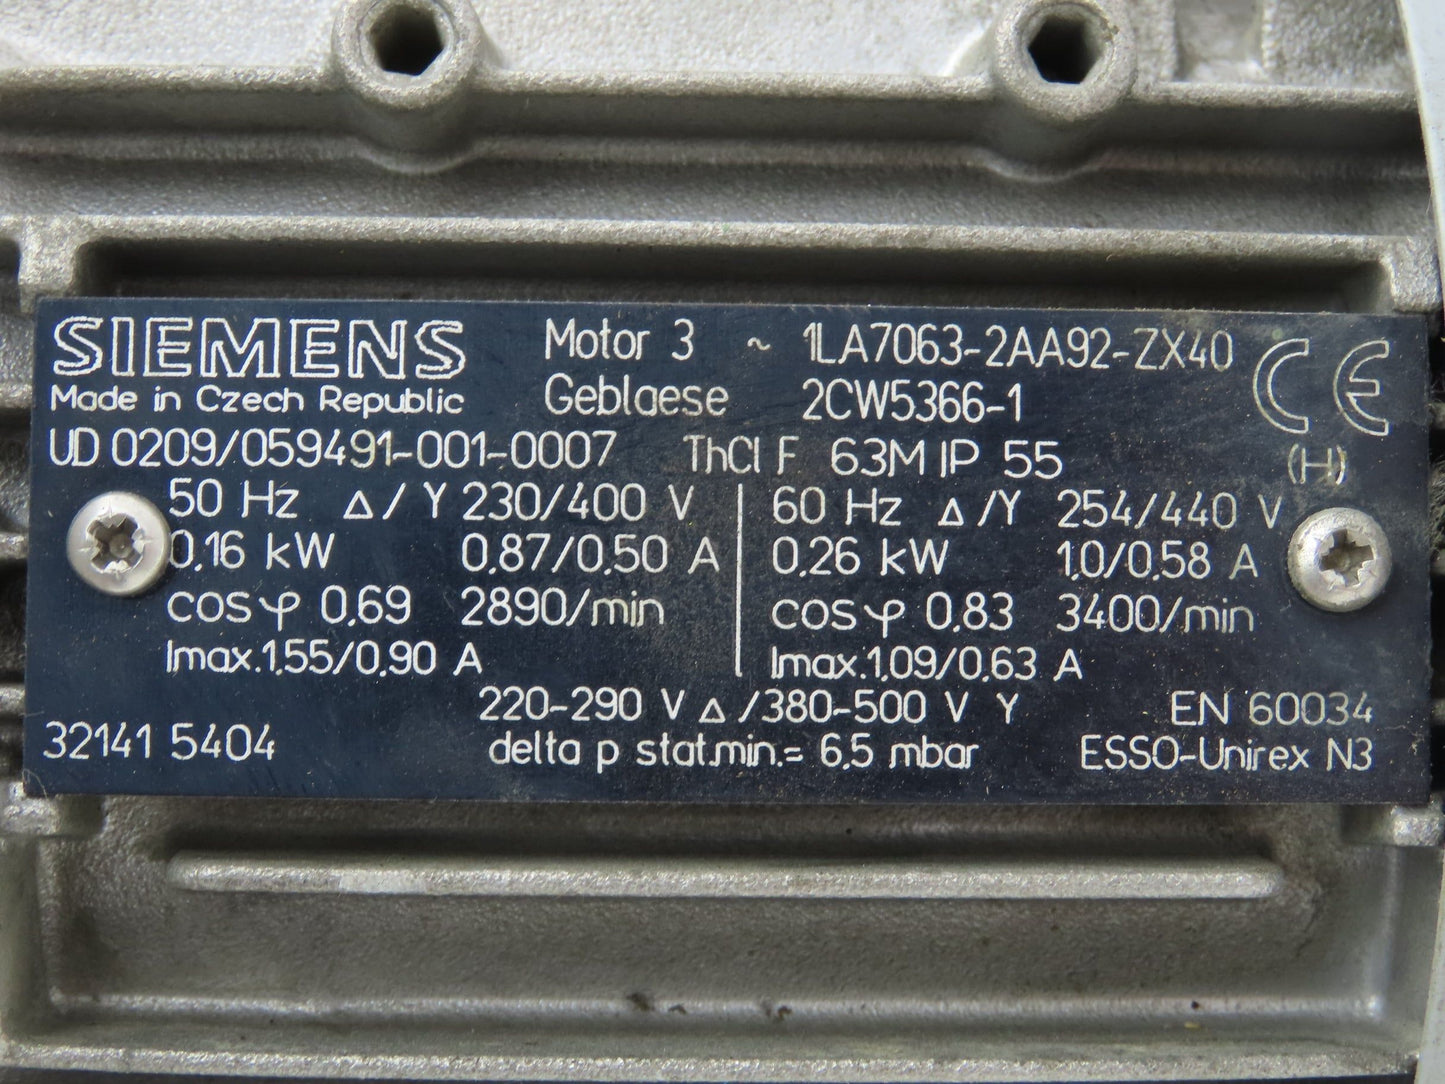 SIEMENS Motor 3 ~ 1LA7063-2AA92-ZX40 CE
Made in Czech Republic Geblaese 2CW5366-1
UD 0209/059491-001-0007 ThCl F 63M IP 55 (H)
50 Hz Δ/Y 230/400 V 60 Hz Δ/Y 254/440 V
0,16 kW 0,87/0,50 A 0,26 kW 1,0/0,58 A
cosφ 0,69 2890/min cosφ 0,83 3400/min
Imax.1,55/0,90 A Imax.1,09/0,63 A
220-290 V Δ/380-500 V Y EN 60034
32141 5404 delta p stat.min.= 6,5 mbar ESSO-Unirex N3